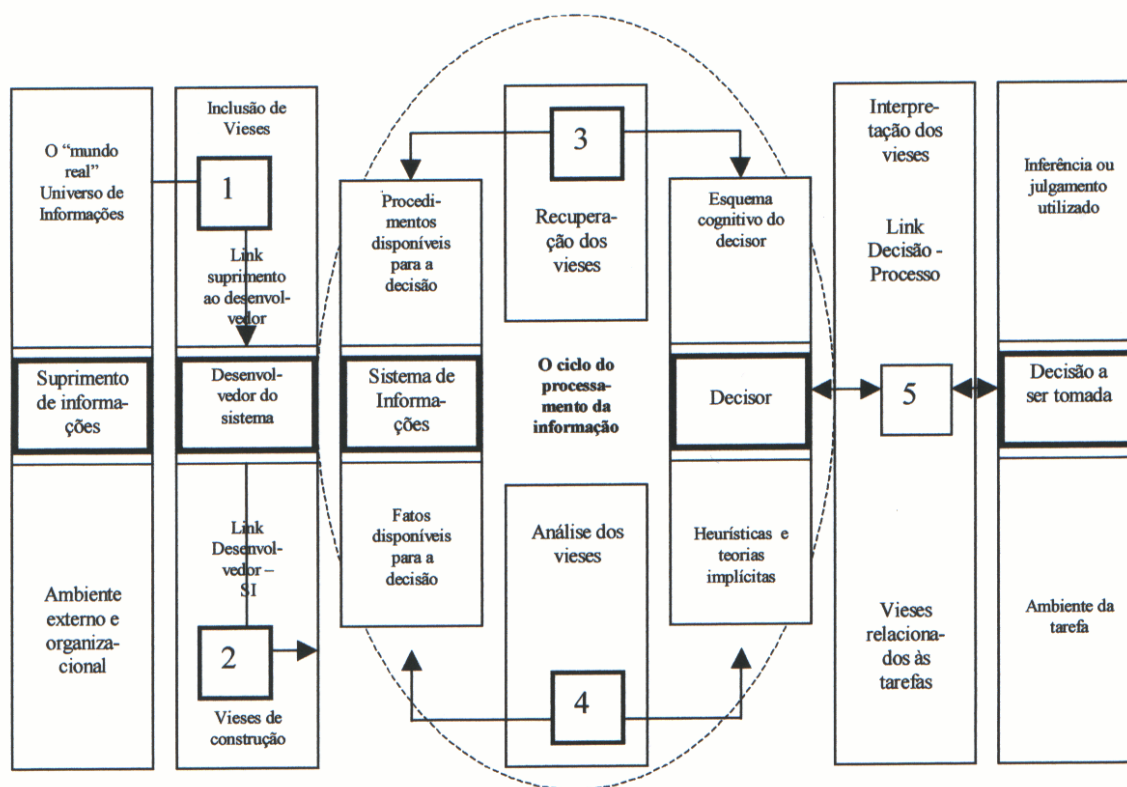 O “mundo
real”
Universo de
Informações
Suprimento
de informa-
ções
Ambiente
externo e
organiza-
cional
Inclusão de
Vieses
1
Link
suprimento
ao desenvol-
vedor
Desenvol-
vedor do
sistema
Link
Desenvol-
vedor –
SI
2
Vieses de
construção
Procedi-
mentos
disponíveis
para a
decisão
Sistema de
Informa-
ções
Fatos
disponíveis
para a
decisão
3
Recupera-
ção dos
vieses
O ciclo do
processa-
mento da
informação
Análise dos
vieses
4
Esquema
cognitivo do
decisor
Decisor
Heurísticas e
teorias
implícitas
Interpre-
tação dos
vieses
Link
Decisão -
Processo
5
Vieses
relaciona-
dos às
tarefas
Inferência ou
julgamento
utilizado
Decisão a
ser tomada
Ambiente da
tarefa